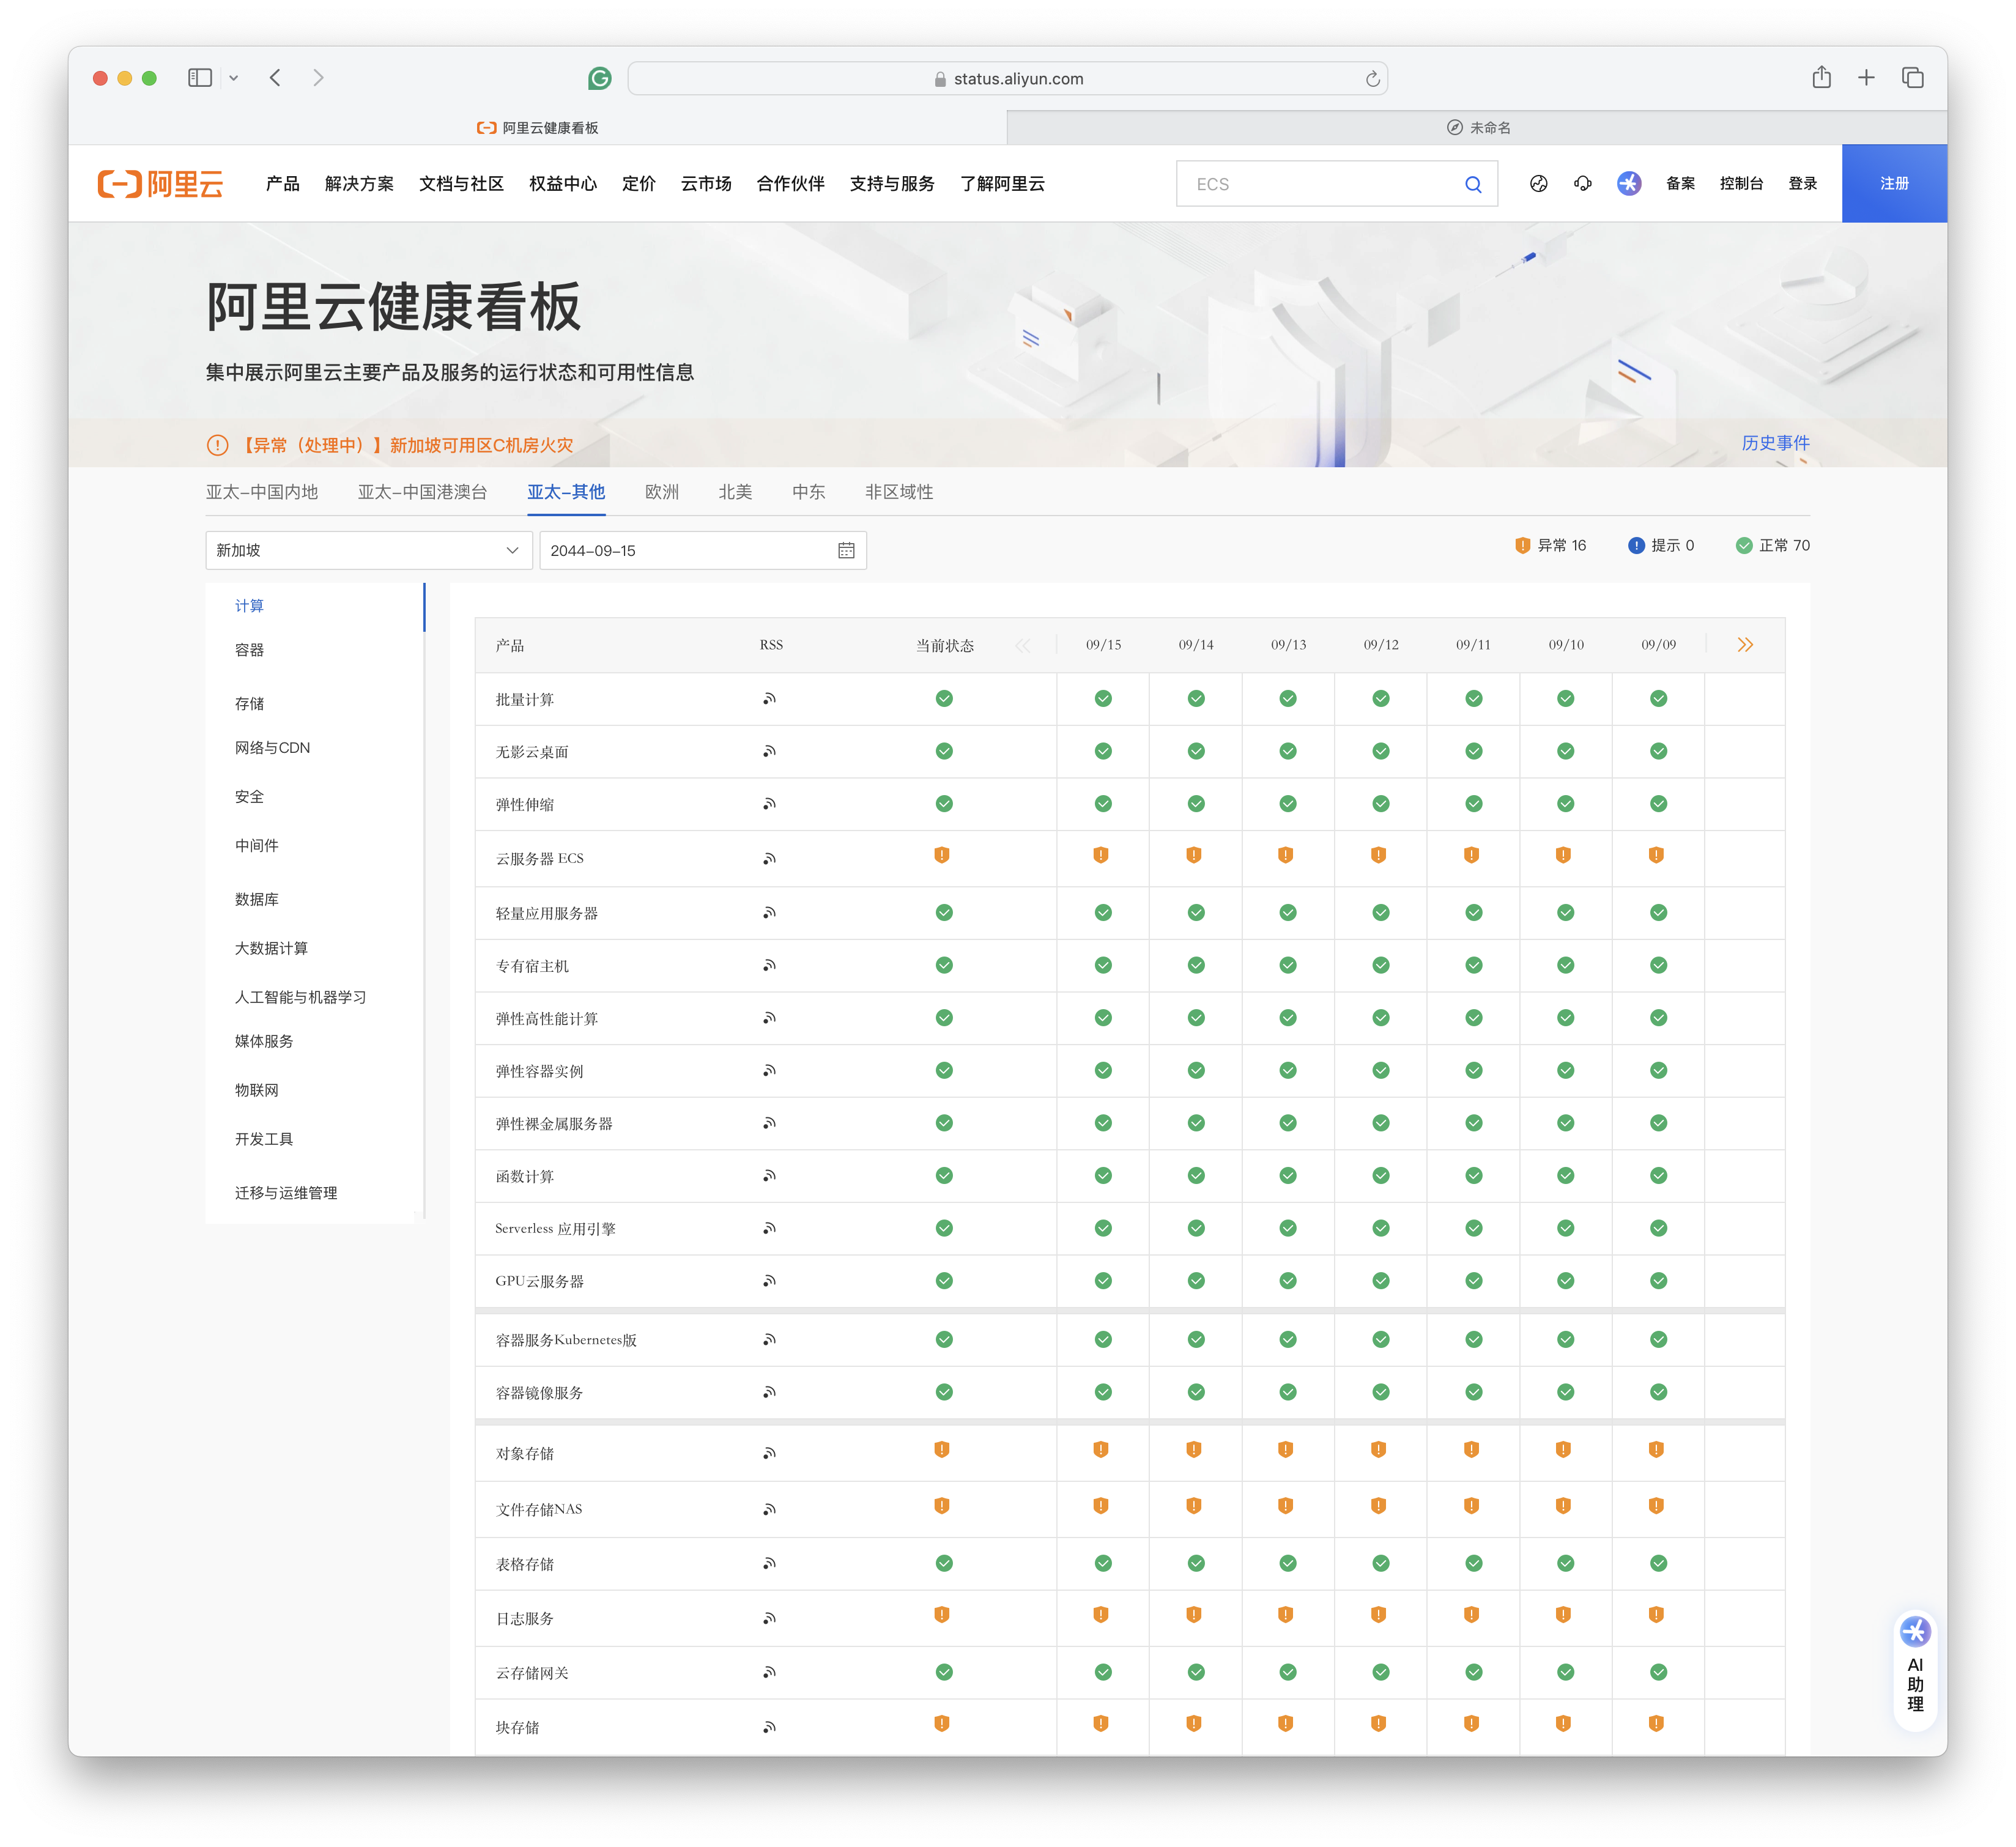 status.aliyun.com
阿里云健康看板
未命名
阿里云 产品 解决方案 文档与社区 权益中心 定价 云市场 合作伙伴 支持与服务 了解阿里云 ECS 备案 控制台 登录 注册
阿里云健康看板
集中展示阿里云主要产品及服务的运行状态和可用性信息
【异常（处理中）】新加坡可用区C机房火灾 历史事件
亚太-中国内地 亚太-中国港澳台 亚太-其他 欧洲 北美 中东 非区域性
新加坡 2044-09-15 异常 16 提示 0 正常 70
计算
容器
存储
网络与CDN
安全
中间件
数据库
大数据计算
人工智能与机器学习
媒体服务
物联网
开发工具
迁移与运维管理
产品 RSS 当前状态 09/15 09/14 09/13 09/12 09/11 09/10 09/09
批量计算
无影云桌面
弹性伸缩
云服务器 ECS
轻量应用服务器
专有宿主机
弹性高性能计算
弹性容器实例
弹性裸金属服务器
函数计算
Serverless 应用引擎
GPU云服务器
容器服务Kubernetes版
容器镜像服务
对象存储
文件存储NAS
表格存储
日志服务
云存储网关
块存储
AI
助
理